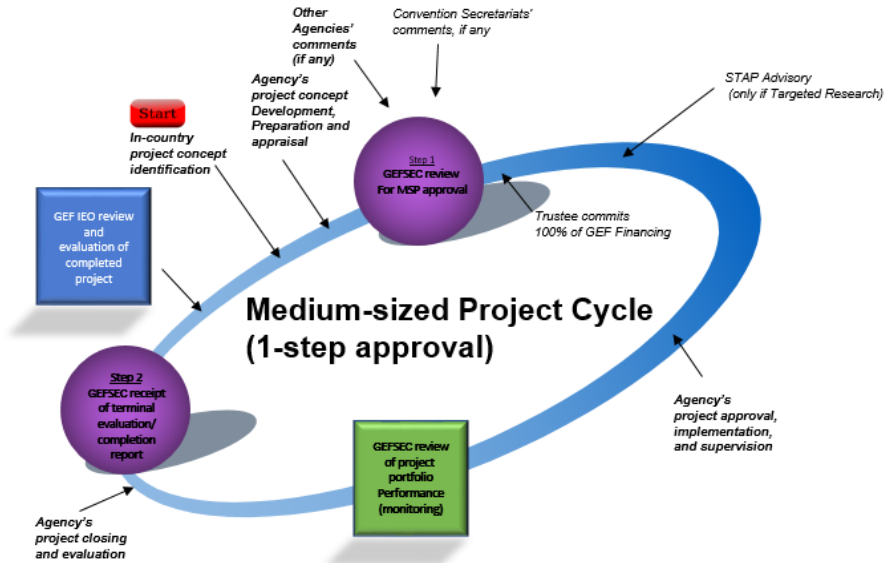 Other
Agencies'
comments
(if any)
Convention Secretariats'
comments, if any
STAP Advisory
(only if Targeted Research)
Agency's
project concept
Development,
Preparation and
appraisal
Start
In-country
project concept
identification
Step 1
GEFSEC review
For MSP approval
GEF IEO review
and
evaluation of
completed
project
Trustee commits
100% of GEF Financing
Medium-sized Project Cycle
(1-step approval)
Step 2
GEFSEC receipt
of terminal
evaluation/
completion
report
Agency's
project approval,
implementation,
and supervision
GEFSEC review
of project
portfolio
Performance
(monitoring)
Agency's
project closing
and evaluation